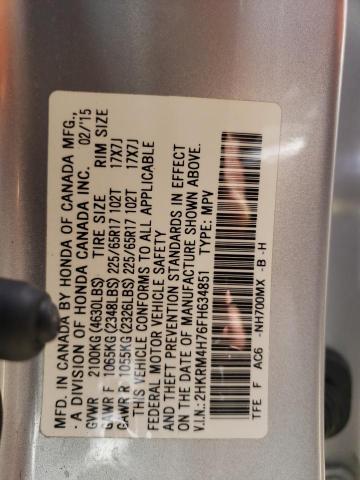 MFD. IN CANADA BY HONDA OF CANADA MFG.,
- A DIVISION OF HONDA CANADA INC. 02/'15
GVWR 2100KG (4630LBS) TIRE SIZE RIM SIZE
GAWR F 1065KG (2348LBS) 225/65R17 102T 17X7J
GAWR R 1055KG (2326LBS) 225/65R17 102T 17X7J
THIS VEHICLE CONFORMS TO ALL APPLICABLE
FEDERAL MOTOR VEHICLE SAFETY
AND THEFT PREVENTION STANDARDS IN EFFECT
ON THE DATE OF MANUFACTURE SHOWN ABOVE.
V.I.N.: 2HKRM4H76FH634851 TYPE: MPV
TFE F AC6 -NH700MX -B -H